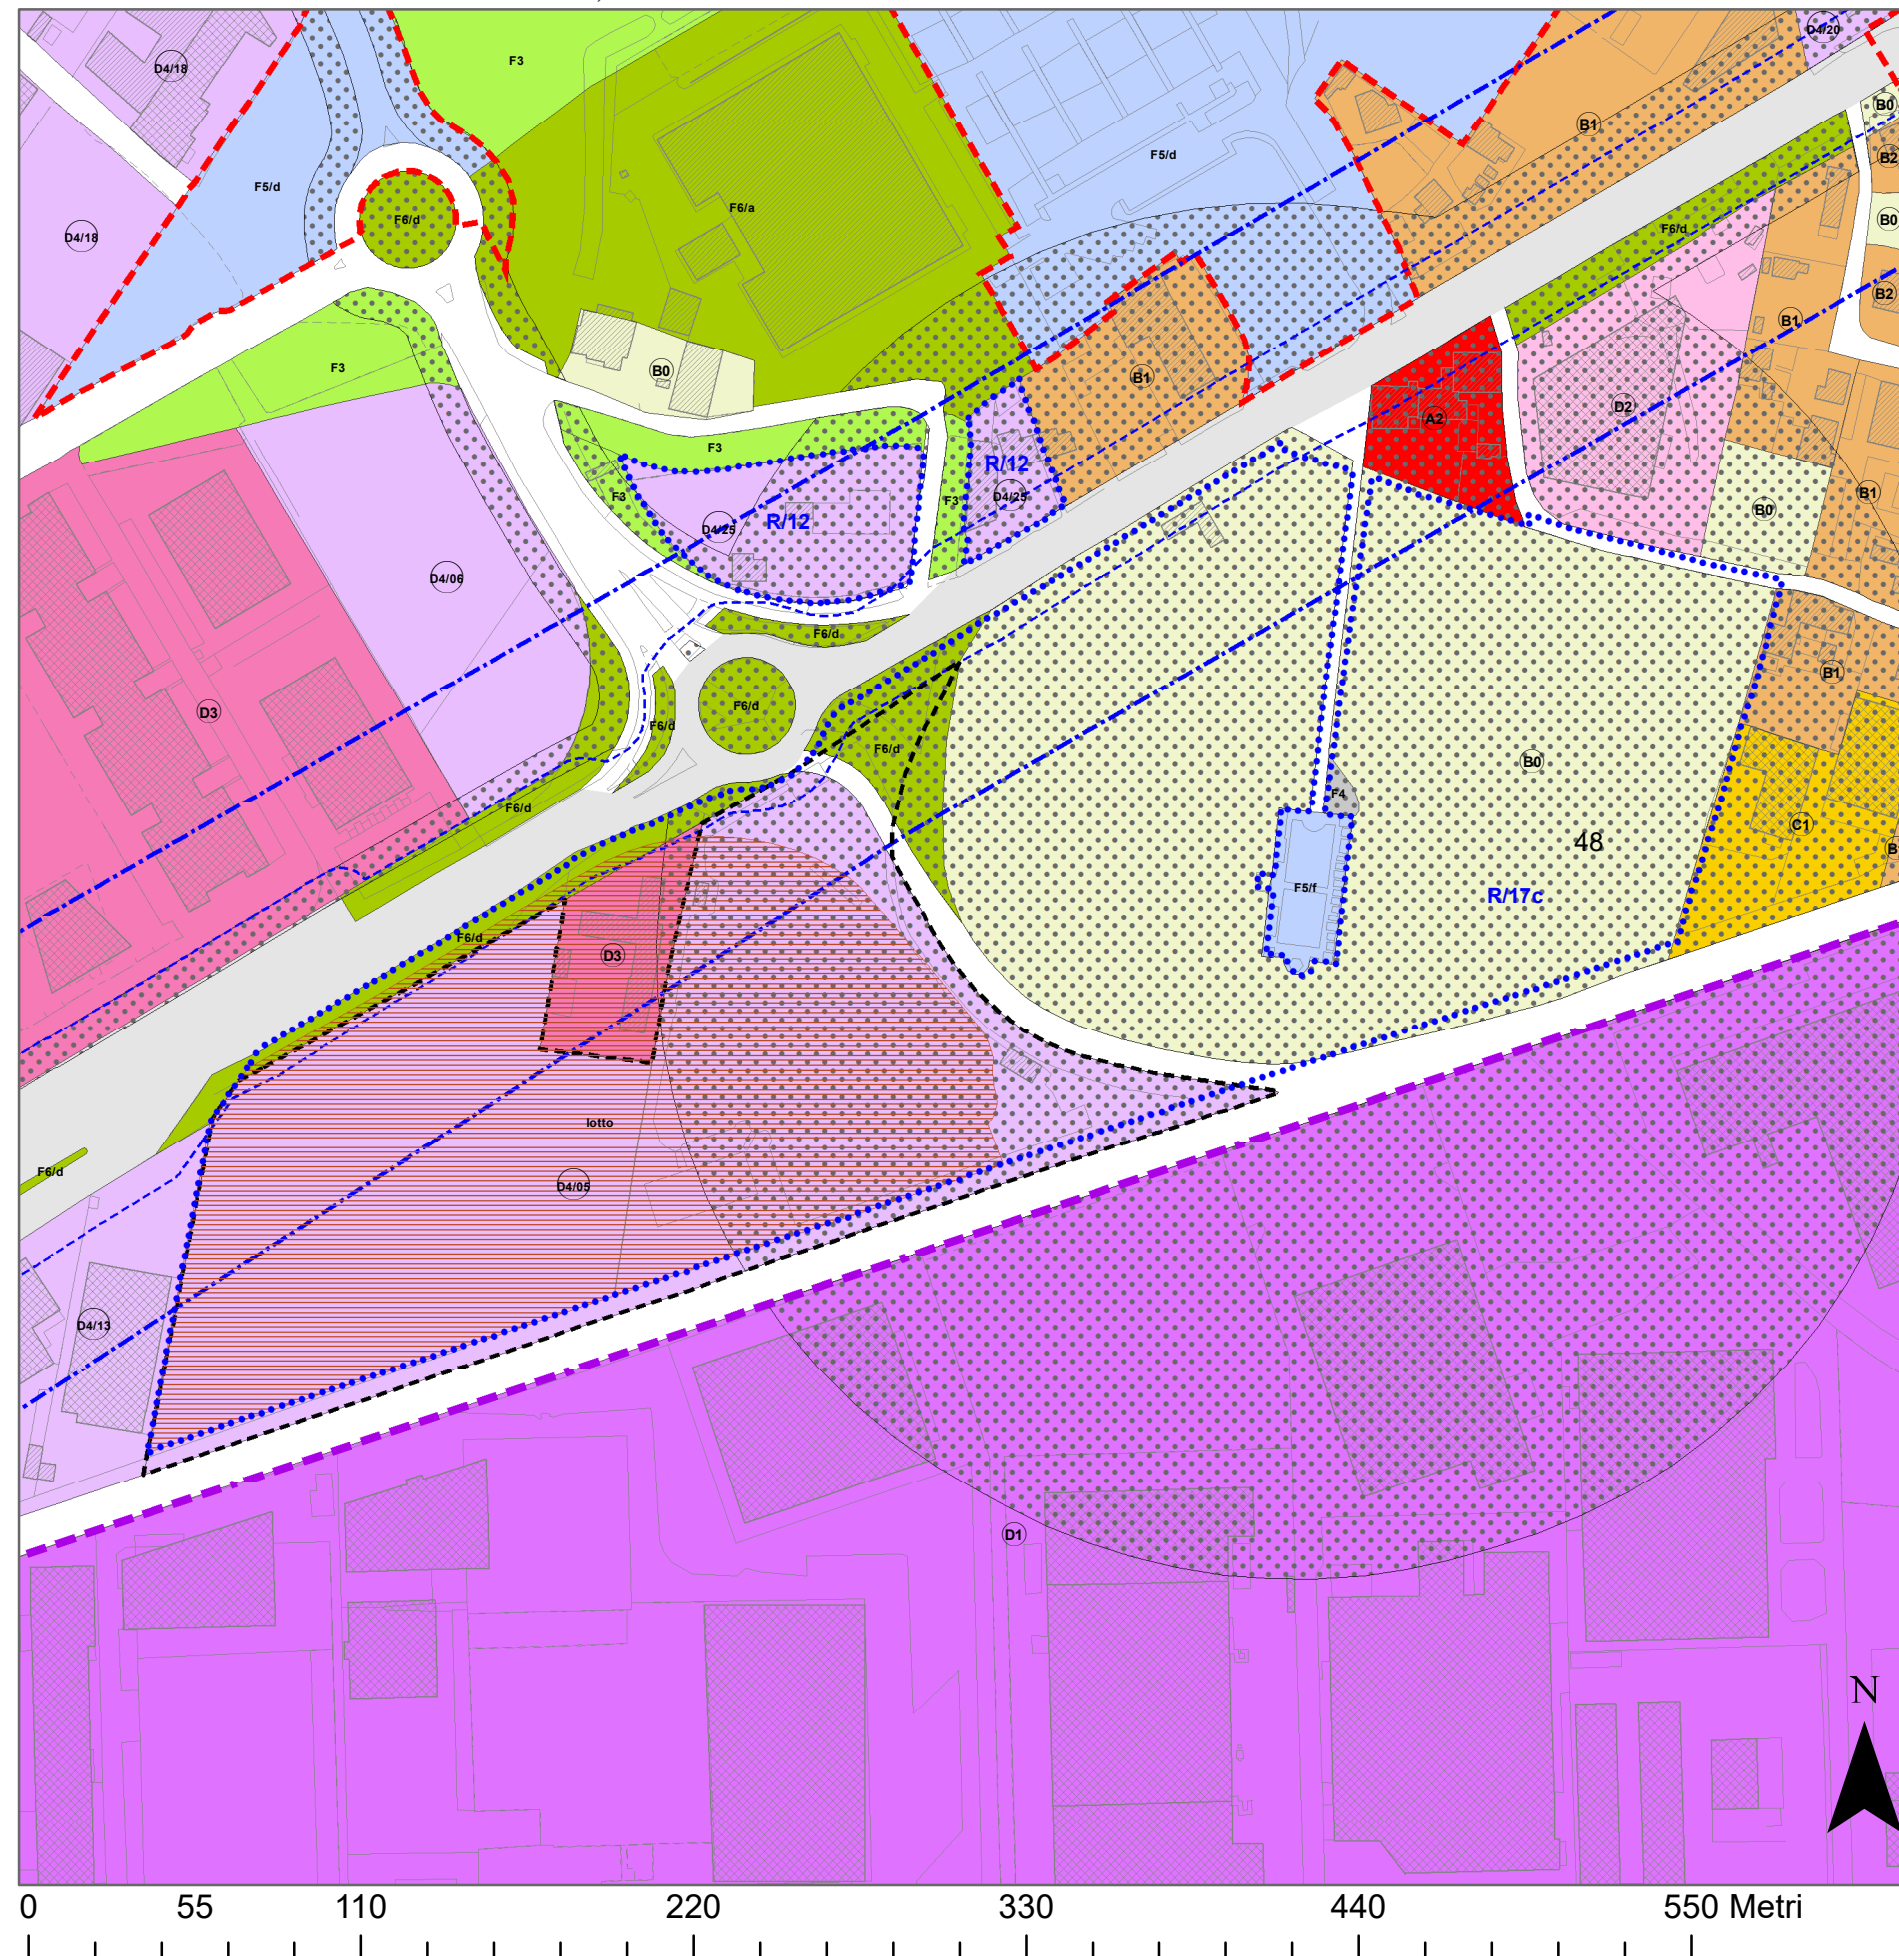 D4/20
D4/18
F3
B0
B1
F5/d
B2
F5/d
F6/a
F6/d
B0
D4/18
F6/d
B2
B1
F3
B0
B1
D2
A2
F3
R/12
B1
F3
D4/25
F3
B0
R/12
D4/25
D4/06
F6/d
B1
D3
F6/d
F6/d
F6/d
B0
F4
F6/d
C1
48
B
F5/f
R/17c
F6/d
D3
lotto
F6/d
D4/05
D4/13
D1
N
0 55 110 220 330 440 550 Metri